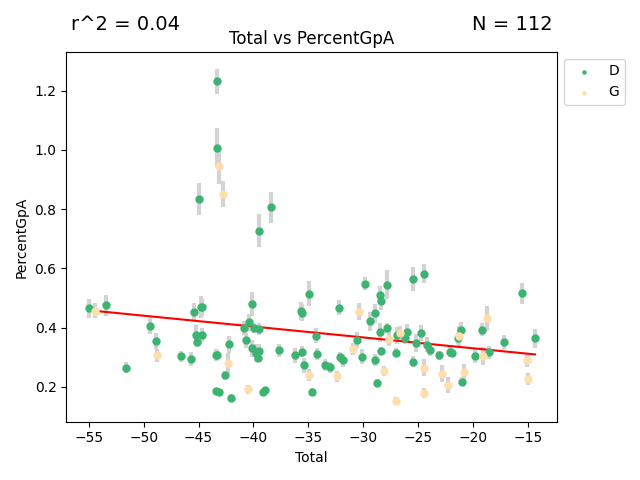 r^2 = 0.04
N = 112
Total vs PercentGpA
D
G
1.2
1.0
0.8
0.6
0.4
0.2
PercentGpA
−55 −50 −45 −40 −35 −30 −25 −20 −15
Total